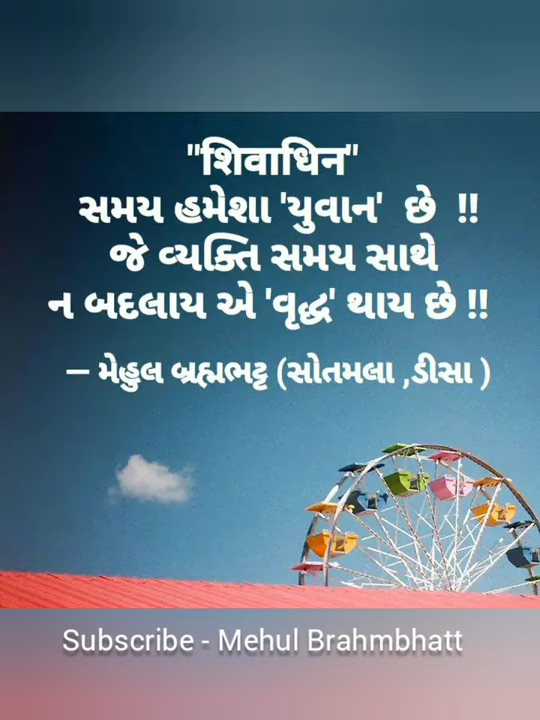 "શિવાધિન"
સમય હમેશા 'યુવાન' છે !!
જે વ્યક્તિ સમય સાથે
ન બદલાય એ 'વૃદ્ધ' થાય છે !!
– મેહુલ બ્રહ્મભટ્ટ (સોતમલા ,ડીસા )
Subscribe - Mehul Brahmbhatt